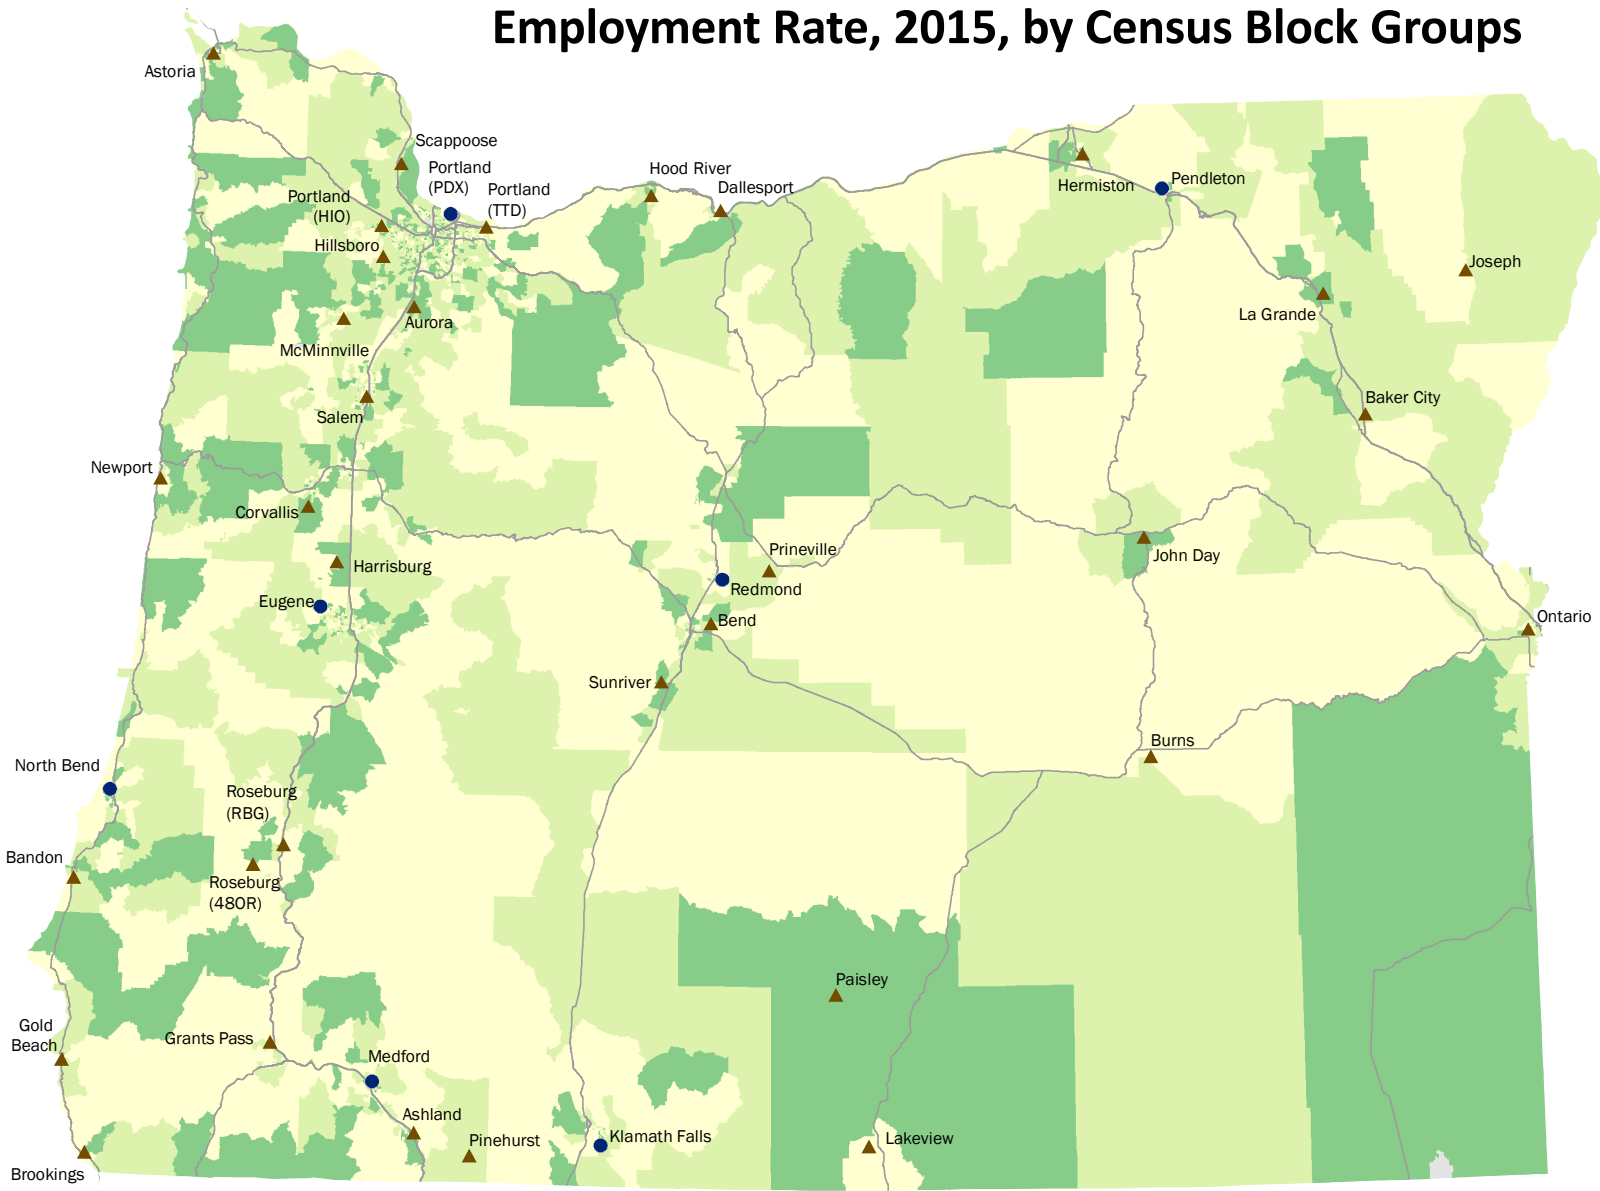 Employment Rate, 2015, by Census Block Groups
Astoria
Scappoose
Portland
(PDX)
Portland
(TTD)
Portland
(HIO)
Hillsboro
Hood River
Dallesport
Hermiston
Pendleton
Joseph
La Grande
Aurora
McMinnville
Salem
Baker City
Newport
Corvallis
Harrisburg
Prineville
John Day
Eugene
Redmond
Bend
Ontario
Sunriver
Burns
North Bend
Roseburg
(RBG)
Bandon
Roseburg
(48OR)
Paisley
Gold
Beach
Grants Pass
Medford
Ashland
Pinehurst
Klamath Falls
Lakeview
Brookings